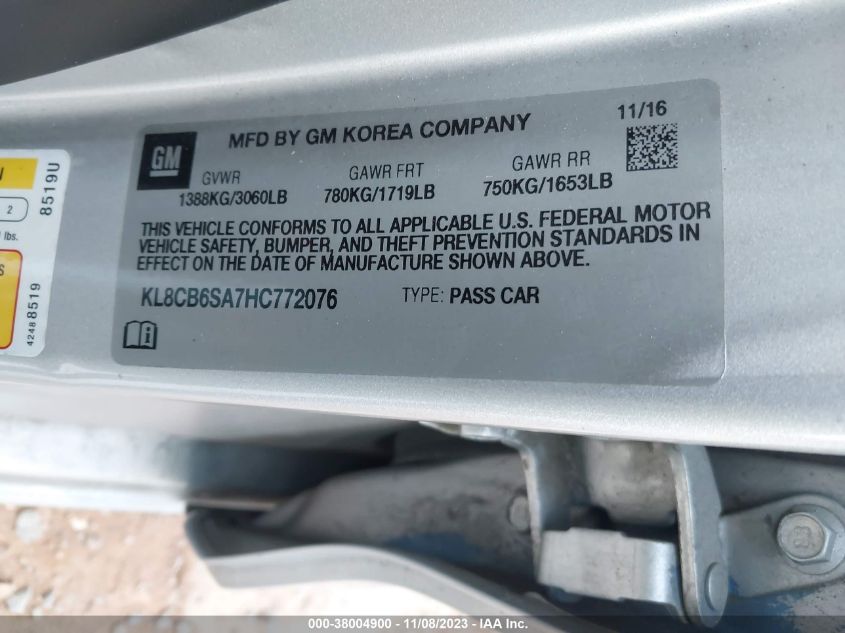 GM
MFD BY GM KOREA COMPANY
11/16
GVWR
GAWR FRT
GAWR RR
1388KG/3060LB
780KG/1719LB
750KG/1653LB
THIS VEHICLE CONFORMS TO ALL APPLICABLE U.S. FEDERAL MOTOR
VEHICLE SAFETY, BUMPER, AND THEFT PREVENTION STANDARDS IN
EFFECT ON THE DATE OF MANUFACTURE SHOWN ABOVE.
KL8CB6SA7HC772076
TYPE: PASS CAR
8519U
2
lbs.
S
42488519
000-38004900 - 11/08/2023 - IAA Inc.